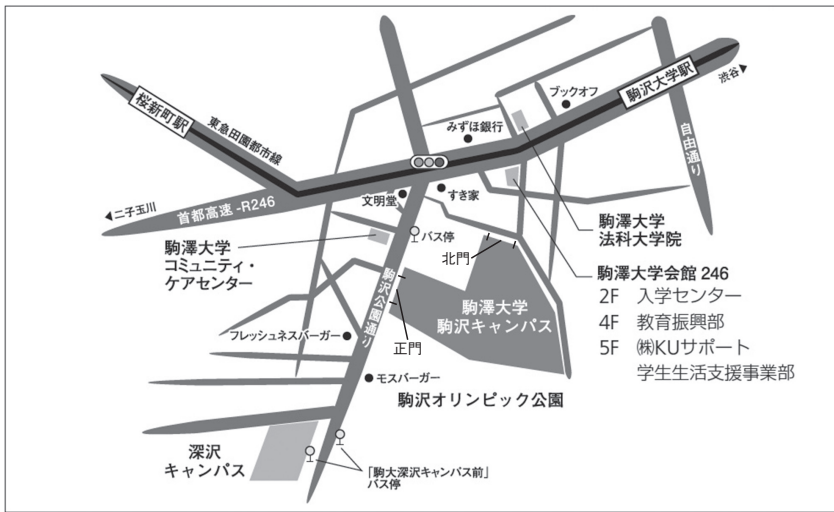 渋谷▶
駒沢大学駅
ブックオフ
みずほ銀行
自由通り
桜新町駅
東急田園都市線
◀二子玉川
首都高速-R246
文明堂
すき家
バス停
北門
駒澤大学
法科大学院
駒澤大学
コミュニティ・
ケアセンター
駒澤大学会館 246
2F 入学センター
4F 教育振興部
5F ㈱KUサポート
学生生活支援事業部
駒沢公園通り
駒澤大学
駒沢キャンパス
正門
フレッシュネスバーガー
モスバーガー
駒沢オリンピック公園
深沢
キャンパス
「駒大深沢キャンパス前」
バス停